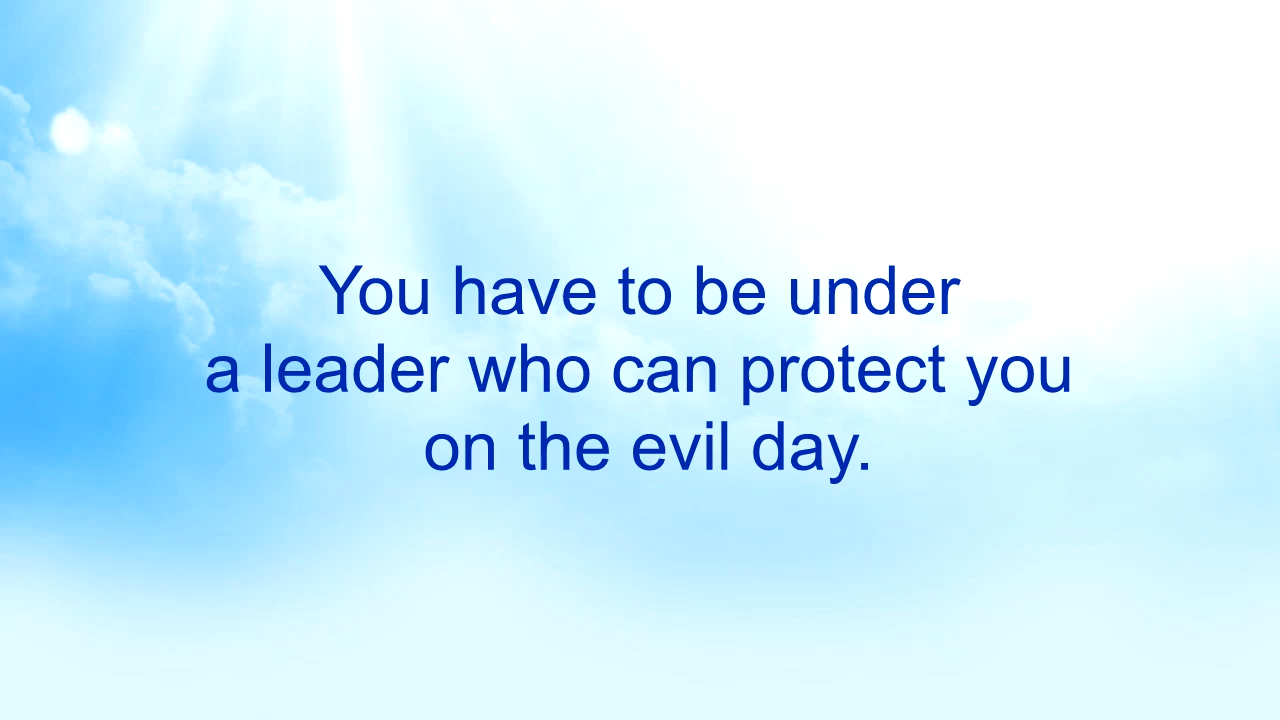 You have to be under
a leader who can protect you
on the evil day.